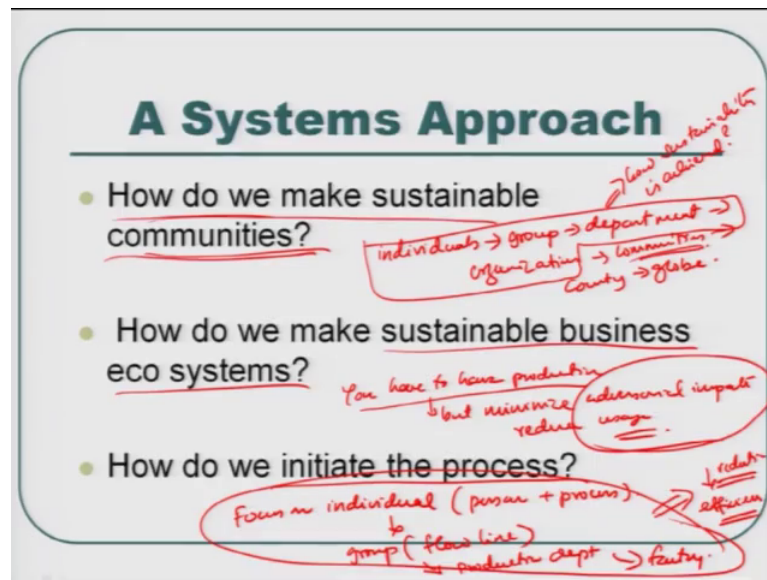 A Systems Approach
how sustainability
is achieved?
How do we make sustainable
communities?
individuals → group → department →
organization → communities →
county → globe.
How do we make sustainable business
eco systems?
You have to have production
↓ but minimize adversarial impacts
reduce usage
How do we initiate the process?
Focus on individual (person + process)
↓ reduction
efficien
↓
group (flow line)
↘ production dept → factory.